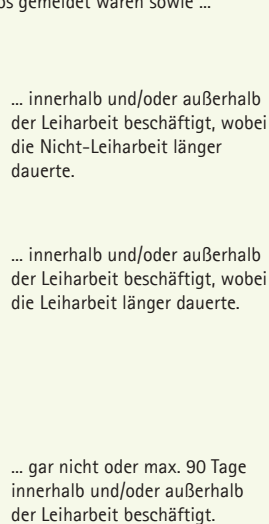 os gemeldet waren sowie ...
... innerhalb und/oder außerhalb
der Leiharbeit beschäftigt, wobei
die Nicht-Leiharbeit länger
dauerte.
... innerhalb und/oder außerhalb
der Leiharbeit beschäftigt, wobei
die Leiharbeit länger dauerte.
... gar nicht oder max. 90 Tage
innerhalb und/oder außerhalb
der Leiharbeit beschäftigt.